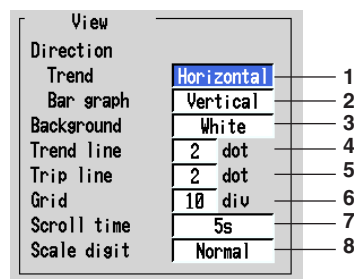 View
Direction
Trend Horizontal 1
Bar graph Vertical 2
Background White 3
Trend line 2 dot 4
Trip line 2 dot 5
Grid 10 div 6
Scroll time 5s 7
Scale digit Normal 8